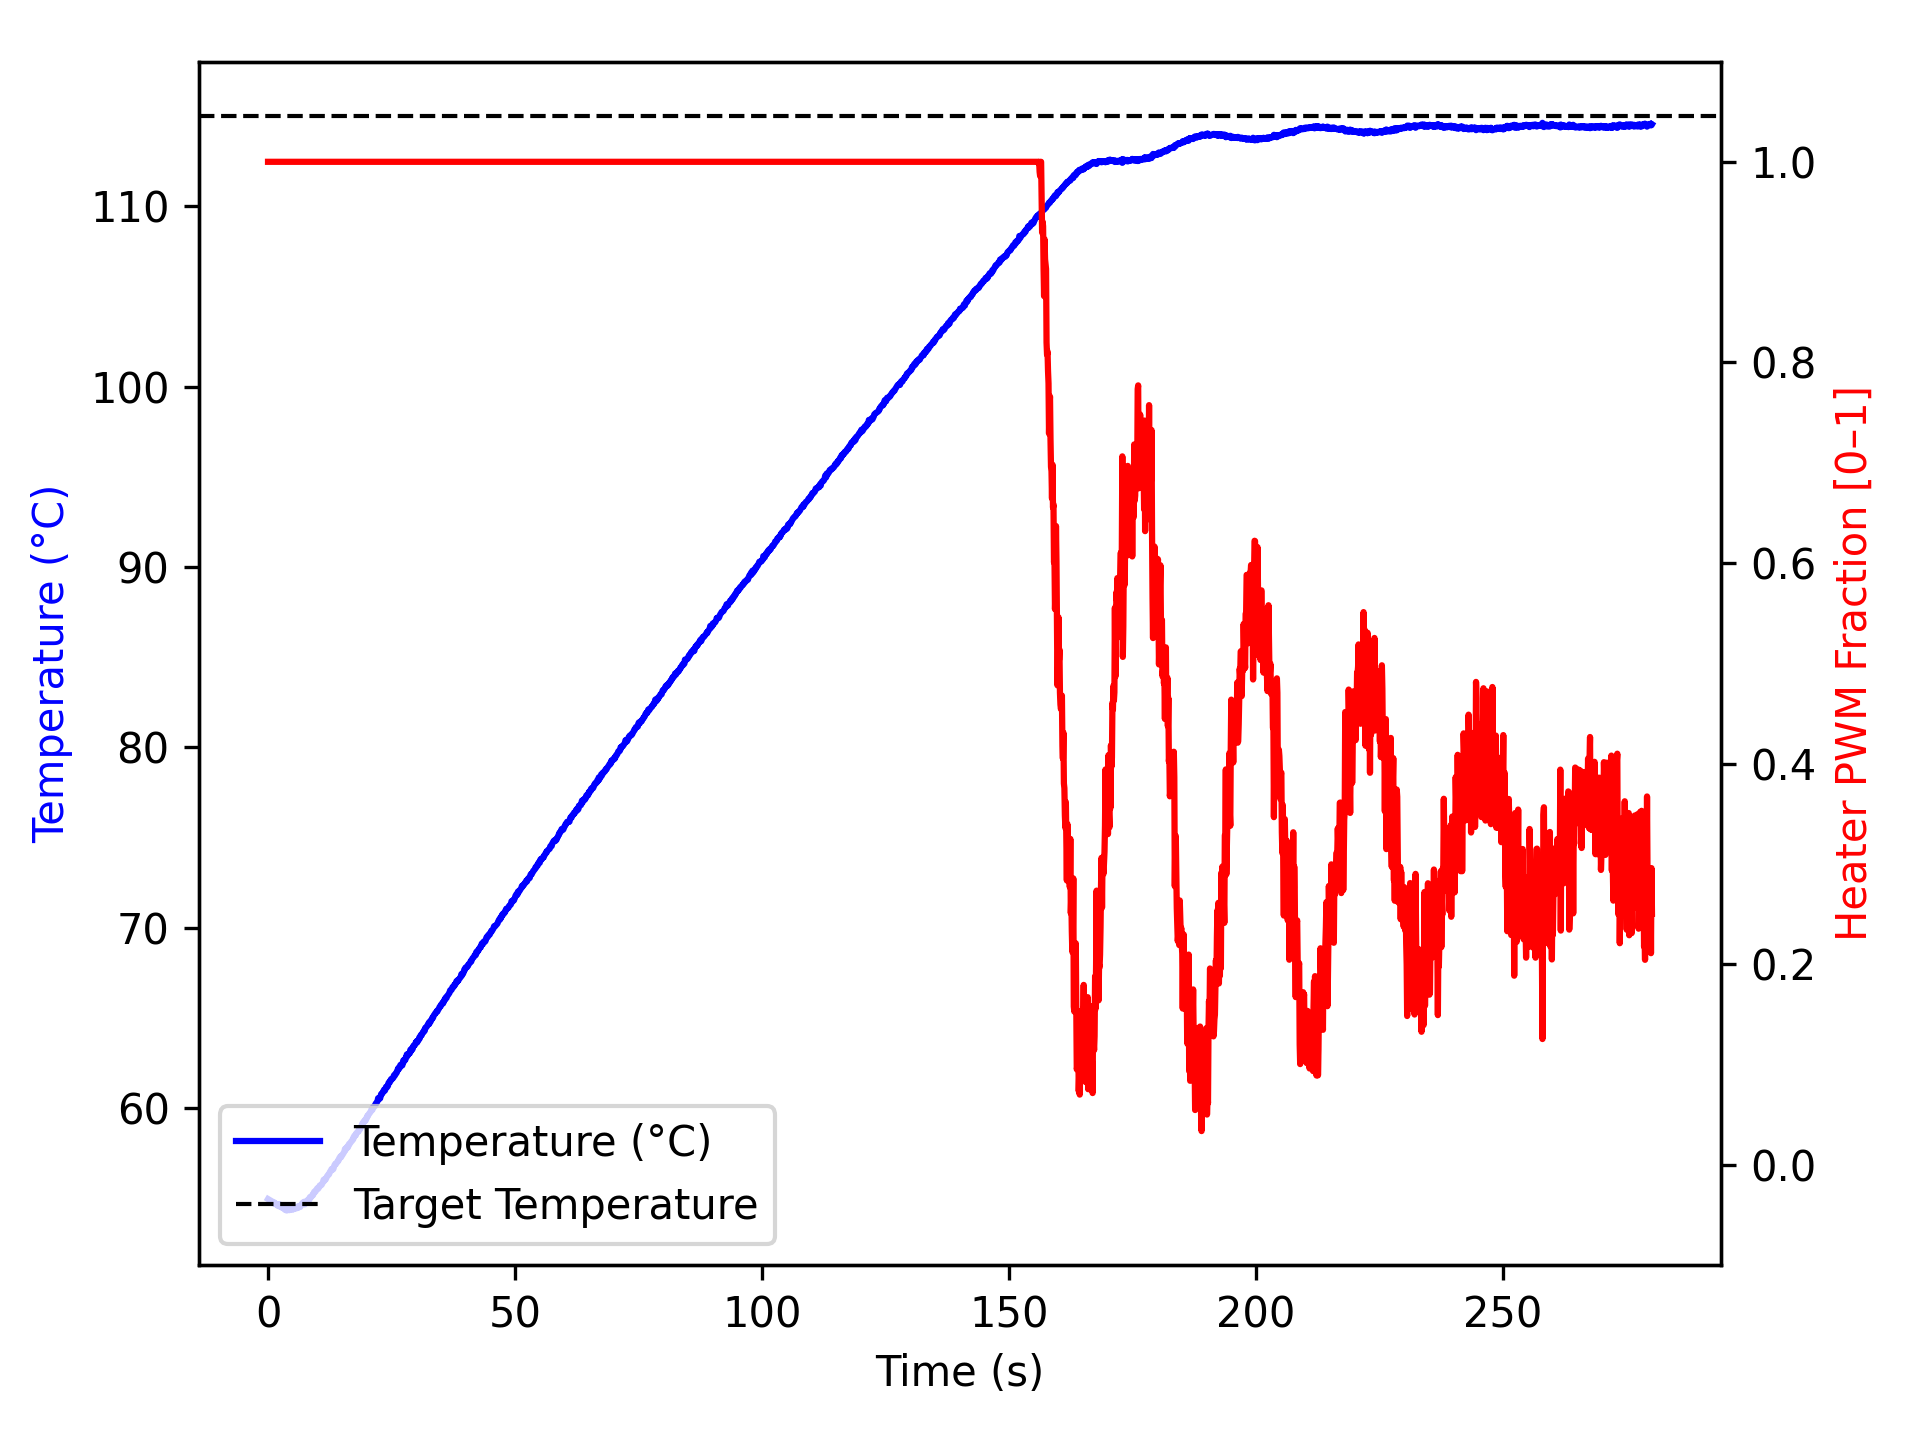 110
100
90
80
70
60
Temperature (°C)
1.0
0.8
0.6
0.4
0.2
0.0
Heater PWM Fraction [0–1]
Temperature (°C)
Target Temperature
0 50 100 150 200 250
Time (s)